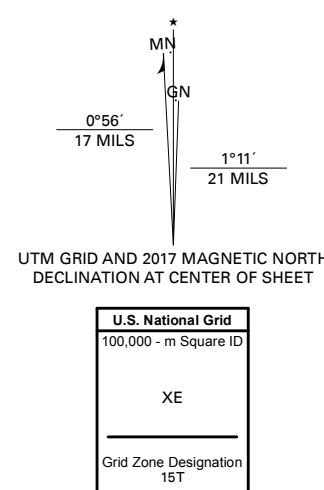 ★
MN
GN
0°56´
17 MILS
1°11´
21 MILS
UTM GRID AND 2017 MAGNETIC NORTH
DECLINATION AT CENTER OF SHEET
U.S. National Grid
100,000 - m Square ID
XE
Grid Zone Designation
15T